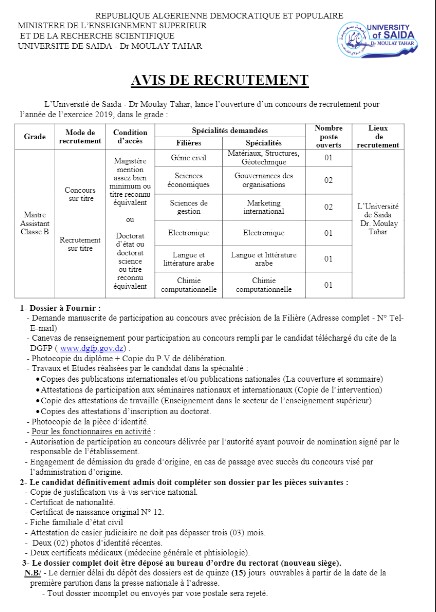 REPUBLIQUE ALGERIENNE DEMOCRATIQUE ET POPULAIRE
MINISTERE DE L'ENSEIGNEMENT SUPERIEUR
ET DE LA RECHERCHE SCIENTIFIQUE
UNIVERSITE DE SAIDA Dr MOULAY TAHAR
UNIVERSITY
of SAIDA
Dr MOULAY TAHAR
AVIS DE RECRUTEMENT
L'Université de Saida - Dr Moulay Tahar, lance l'ouverture d'un concours de recrutement pour
l'année de l'exercice 2019, dans le grade :
Grade
Mode de
recrutement
Condition
d'accès
Spécialités demandées
Filières
Spécialités
Nombre
poste
ouverts
Lieux
de
recrutement
Maitre
Assistant
Classe B
Concours
sur titre
Recrutement
sur titre
Magistère
mention
assez bien
minimum ou
titre reconnu
équivalent
ou
Doctorat
d'état ou
doctorat
science
ou titre
reconnu
équivalent
Génie civil
Matériaux, Structures,
Géotechnique
01
Sciences
économiques
Gouvernances des
organisations
02
Sciences de
gestion
Marketing
international
02
Electronique
Electronique
01
Langue et
littérature arabe
Langue et littérature
arabe
01
Chimie
computationnelle
Chimie
computationnelle
01
L'Université
de Saida
Dr. Moulay
Tahar
1 Dossier à Fournir :
- Demande manuscrite de participation au concours avec précision de la Filière (Adresse complet - N° Tel-
E-mail)
- Canevas de renseignement pour participation au concours rempli par le candidat téléchargé du cite de la
DGFP ( www.dgfp.gov.dz) .
- Photocopie du diplôme + Copie du P.V de délibération.
- Travaux et Etudes réalisées par le candidat dans la spécialité :
• Copies des publications internationales et/ou publications nationales (La couverture et sommaire)
• Attestations de participation aux séminaires nationaux et internationaux (Copie de l'intervention)
• Copie des attestations de travaille (Enseignement dans le secteur de l'enseignement supérieur)
• Copies des attestations d'inscription au doctorat.
- Photocopie de la pièce d'identité.
- Pour les fonctionnaires en activité :
- Autorisation de participation au concours délivrée par l'autorité ayant pouvoir de nomination signé par le
responsable de l'établissement.
- Engagement de démission du grade d'origine, en cas de passage avec succès du concours visé par
l'administration d'origine.
2- Le candidat définitivement admis doit compléter son dossier par les pièces suivantes :
- Copie de justification vis-à-vis service national.
- Certificat de nationalité.
Certificat de naissance original N° 12.
- Fiche familiale d'état civil
- Attestation de casier judiciaire ne doit pas dépasser trois (03) mois.
- Deux (02) photos d'identité récentes.
- Deux certificats médicaux (médecine générale et phtisiologie).
3- Le dossier complet doit être déposé au bureau d'ordre du rectorat (nouveau siège).
N.B/ - Le dernier délai du dépôt des dossiers est de quinze (15) jours ouvrables à partir de la date de la
première parution dans la presse nationale à l'adresse.
- Tout dossier incomplet ou envoyés par voie postale sera rejeté.